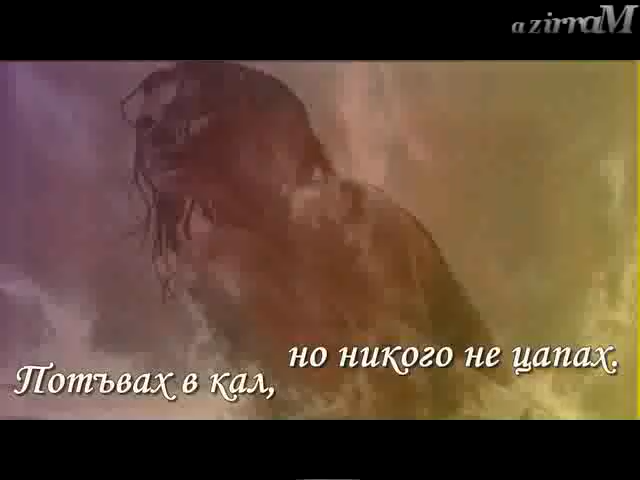 azirraM
Потъвах в кал,
но никого не цапах.